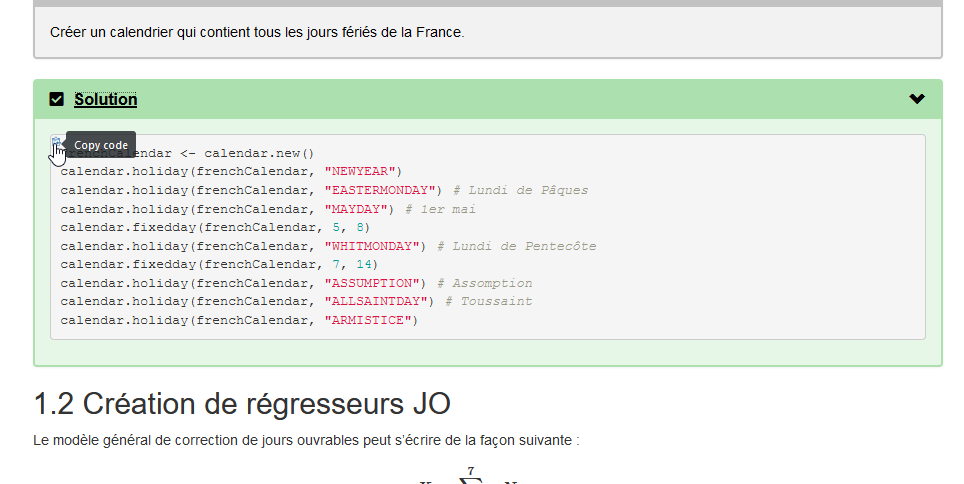 Créer un calendrier qui contient tous les jours fériés de la France.
Solution
Copy code
frenchCalendar <- calendar.new()
calendar.holiday(frenchCalendar, "NEWYEAR")
calendar.holiday(frenchCalendar, "EASTERMONDAY") # Lundi de Pâques
calendar.holiday(frenchCalendar, "MAYDAY") # 1er mai
calendar.fixedday(frenchCalendar, 5, 8)
calendar.holiday(frenchCalendar, "WHITMONDAY") # Lundi de Pentecôte
calendar.fixedday(frenchCalendar, 7, 14)
calendar.holiday(frenchCalendar, "ASSUMPTION") # Assomption
calendar.holiday(frenchCalendar, "ALLSAINTDAY") # Toussaint
calendar.holiday(frenchCalendar, "ARMISTICE")
1.2 Création de régresseurs JO
Le modèle général de correction de jours ouvrables peut s’écrire de la façon suivante :
7